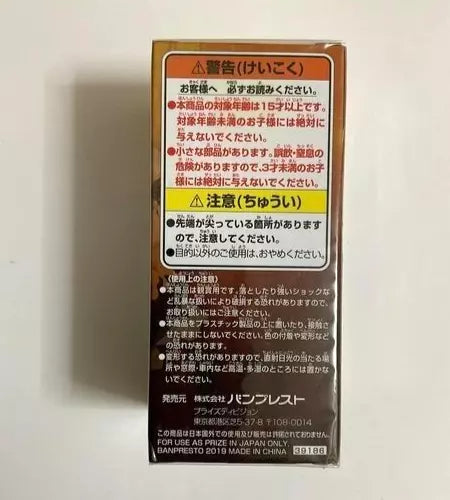 ⚠警告(けいこく)
お客様へ 必ずお読みください。
●本商品の対象年齢は15才以上です。
対象年齢未満のお子様には絶対に
与えないでください。
●小さな部品があります。誤飲・窒息の
危険がありますので、3才未満のお子
様には絶対に与えないでください。
⚠注意(ちゅうい)
●先端が尖っている箇所があります
ので、注意してください。
●目的以外のご使用は、おやめください。
〈使用上の注意〉
●本商品は観賞用です。落としたり強いショックな
ど乱暴な扱いにより破損する恐れがありますので、
お取り扱いにはご注意ください。
●本商品をプラスチック製品の上に置いたり、接触さ
せたままにしないでください。色の付着や変形など
の恐れがあります。
●変形する恐れがありますので、直射日光の当たる場
所や窓際・車内など高温・多湿のところには置かな
いでください。
発売元 株式会社 バンプレスト
プライズディビジョン
東京都港区芝5-37-8 〒108-0014
この商品は日本国外での使用及び販売は許諾されておりません。
FOR USE AS PRIZE IN JAPAN ONLY.
BANPRESTO 2019 MADE IN CHINA
39186